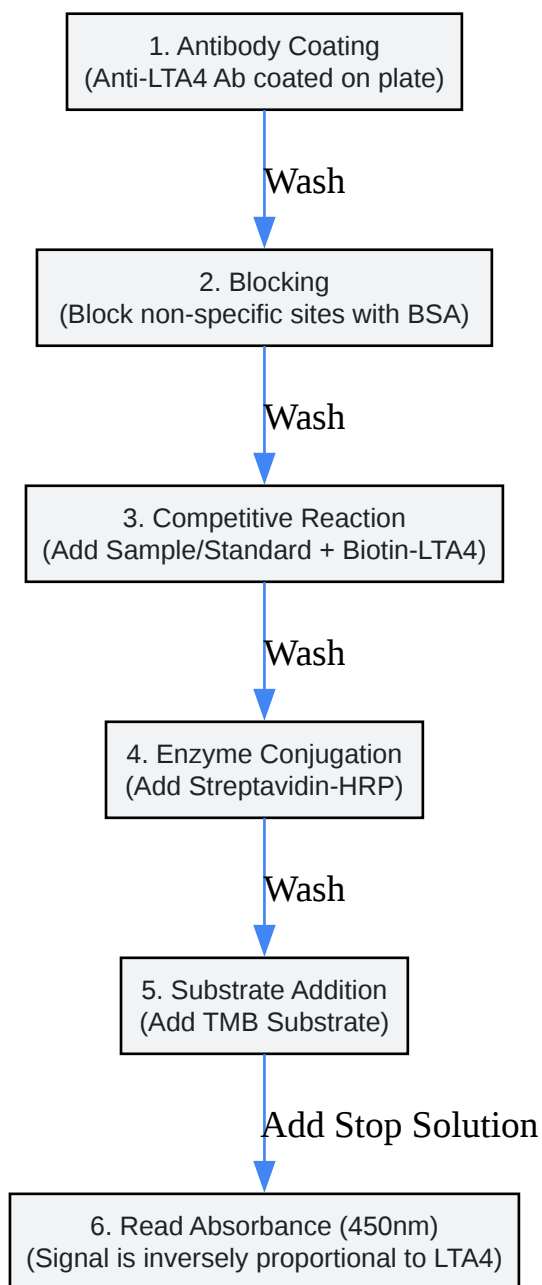 1. Antibody Coating
(Anti-LTA4 Ab coated on plate)
Wash
2. Blocking
(Block non-specific sites with BSA)
Wash
3. Competitive Reaction
(Add Sample/Standard + Biotin-LTA4)
Wash
4. Enzyme Conjugation
(Add Streptavidin-HRP)
Wash
5. Substrate Addition
(Add TMB Substrate)
Add Stop Solution
6. Read Absorbance (450nm)
(Signal is inversely proportional to LTA4)